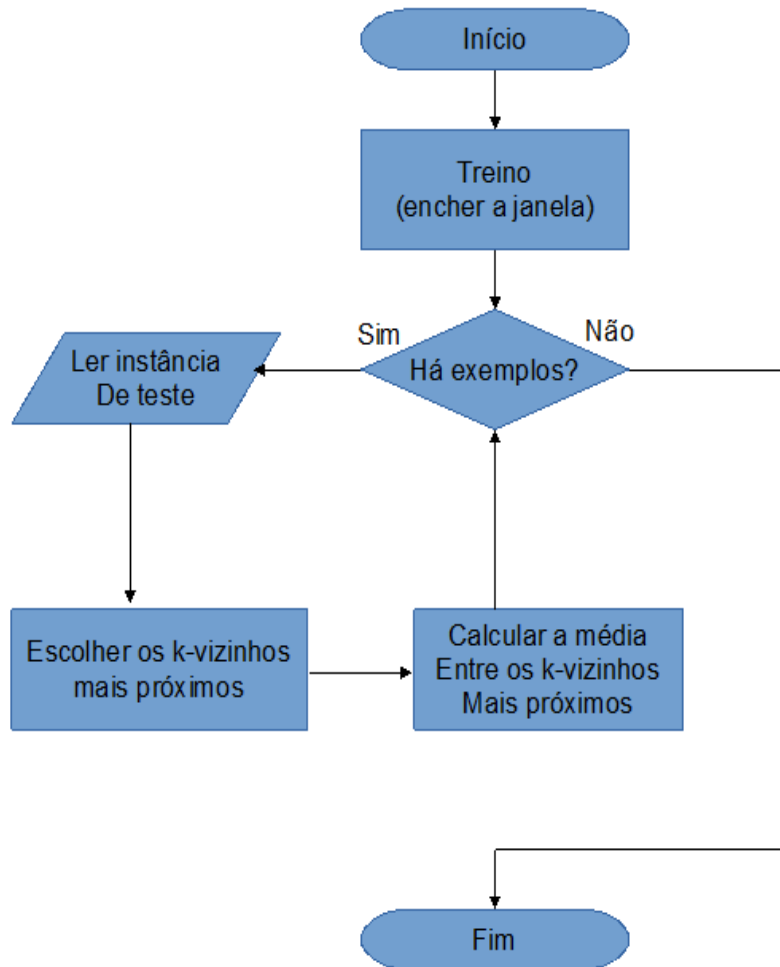 Início
Treino
(encher a janela)
Sim
Não
Há exemplos?
Ler instância
De teste
Escolher os k-vizinhos
mais próximos
Calcular a média
Entre os k-vizinhos
Mais próximos
Fim